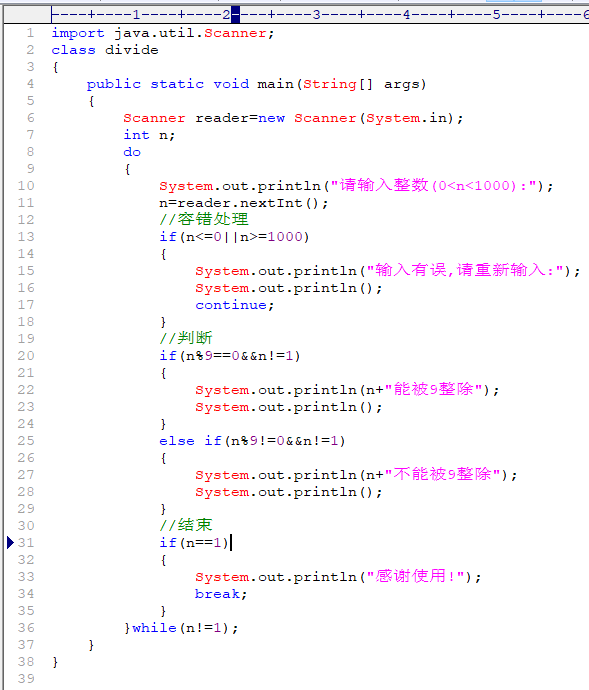 ----+----1----+----2----+----3----+----4----+----5----+----6
1 import java.util.Scanner;
2 class divide
3 {
4     public static void main(String[] args)
5     {
6         Scanner reader=new Scanner(System.in);
7         int n;
8         do
9         {
10             System.out.println("请输入整数(0<n<1000):");
11             n=reader.nextInt();
12             //容错处理
13             if(n<=0||n>=1000)
14             {
15                 System.out.println("输入有误,请重新输入:");
16                 System.out.println();
17                 continue;
18             }
19             //判断
20             if(n%9==0&&n!=1)
21             {
22                 System.out.println(n+"能被9整除");
23                 System.out.println();
24             }
25             else if(n%9!=0&&n!=1)
26             {
27                 System.out.println(n+"不能被9整除");
28                 System.out.println();
29             }
30             //结束
31             if(n==1)
32             {
33                 System.out.println("感谢使用!");
34                 break;
35             }
36         }while(n!=1);
37     }
38 }
39